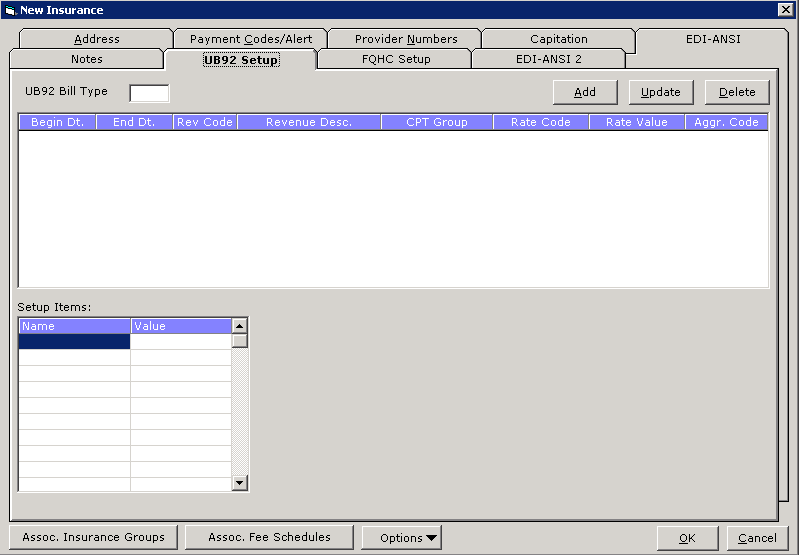 New Insurance
Address Payment Codes/Alert Provider Numbers Capitation EDI-ANSI
Notes UB92 Setup FQHC Setup EDI-ANSI 2
UB92 Bill Type Add Update Delete
Begin Dt. End Dt. Rev Code Revenue Desc. CPT Group Rate Code Rate Value Aggr. Code
Setup Items:
Name Value
Assoc. Insurance Groups Assoc. Fee Schedules Options OK Cancel